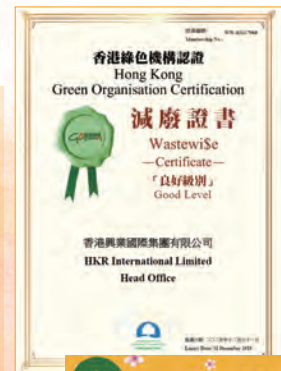 香港綠色機構認證
Hong Kong
Green Organisation Certification
減廢證書
Wastewi$e
—Certificate—
「良好級別」
Good Level
香港興業國際集團有限公司
HKR International Limited
Head Office